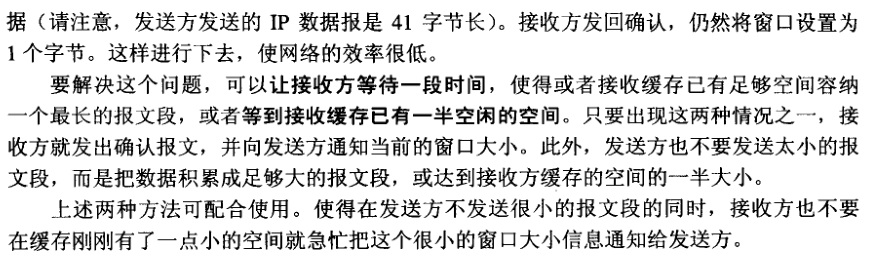 据（请注意，发送方发送的 IP 数据报是 41 字节长）。接收方发回确认，仍然将窗口设置为
1 个字节。这样进行下去，使网络的效率很低。
要解决这个问题，可以让接收方等待一段时间，使得或者接收缓存已有足够空间容纳
一个最长的报文段，或者等到接收缓存已有一半空闲的空间。只要出现这两种情况之一，接
收方就发出确认报文，并向发送方通知当前的窗口大小。此外，发送方也不要发送太小的报
文段，而是把数据积累成足够大的报文段，或达到接收方缓存的空间的一半大小。
上述两种方法可配合使用。使得在发送方不发送很小的报文段的同时，接收方也不要
在缓存刚刚有了一点小的空间就急忙把这个很小的窗口大小信息通知给发送方。